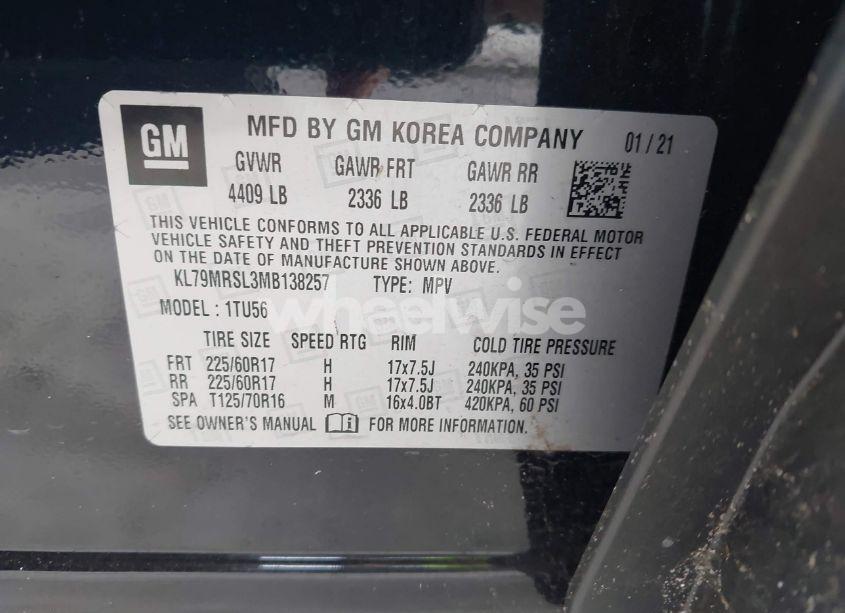 GM MFD BY GM KOREA COMPANY 01/21
GVWR GAWR FRT GAWR RR
4409 LB 2336 LB 2336 LB
THIS VEHICLE CONFORMS TO ALL APPLICABLE U.S. FEDERAL MOTOR
VEHICLE SAFETY AND THEFT PREVENTION STANDARDS IN EFFECT
ON THE DATE OF MANUFACTURE SHOWN ABOVE.
KL79MRSL3MB138257 TYPE: MPV
MODEL: 1TU56
wheelwise
TIRE SIZE SPEED RTG RIM COLD TIRE PRESSURE
FRT 225/60R17 H 17x7.5J 240KPA, 35 PSI
RR 225/60R17 H 17x7.5J 240KPA, 35 PSI
SPA T125/70R16 M 16x4.0BT 420KPA, 60 PSI
SEE OWNER'S MANUAL FOR MORE INFORMATION.